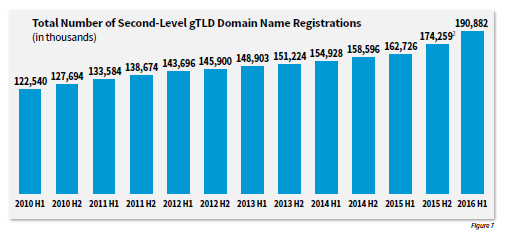 Total Number of Second-Level gTLD Domain Name Registrations
(in thousands)
122,540 127,694 133,584 138,674 143,696 145,900 148,903 151,224 154,928 158,596 162,726 174,259² 190,882
2010 H1 2010 H2 2011 H1 2011 H2 2012 H1 2012 H2 2013 H1 2013 H2 2014 H1 2014 H2 2015 H1 2015 H2 2016 H1
Figure 7